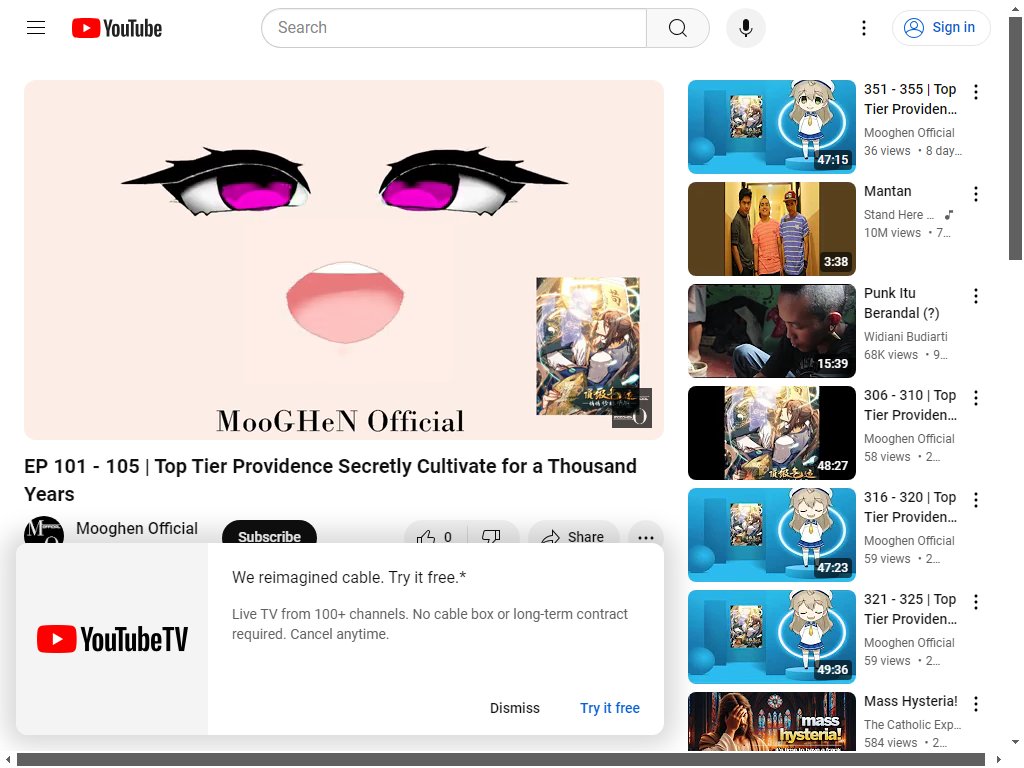 YouTube
Search
Sign in
MooGHeN Official
EP 101 - 105 | Top Tier Providence Secretly Cultivate for a Thousand
Years
Mooghen Official
Subscribe
0
Share
We reimagined cable. Try it free.*
Live TV from 100+ channels. No cable box or long-term contract
required. Cancel anytime.
YouTubeTV
Dismiss
Try it free
47:15
351 - 355 | Top
Tier Providen...
Mooghen Official
36 views • 8 day...
3:38
Mantan
Stand Here ...
10M views • 7...
15:39
Punk Itu
Berandal (?)
Widiani Budiarti
68K views • 9...
48:27
306 - 310 | Top
Tier Providen...
Mooghen Official
58 views • 2...
47:23
316 - 320 | Top
Tier Providen...
Mooghen Official
59 views • 2...
49:36
321 - 325 | Top
Tier Providen...
Mooghen Official
59 views • 2...
mass
hysteria!
Mass Hysteria!
The Catholic Exp...
584 views • 2...